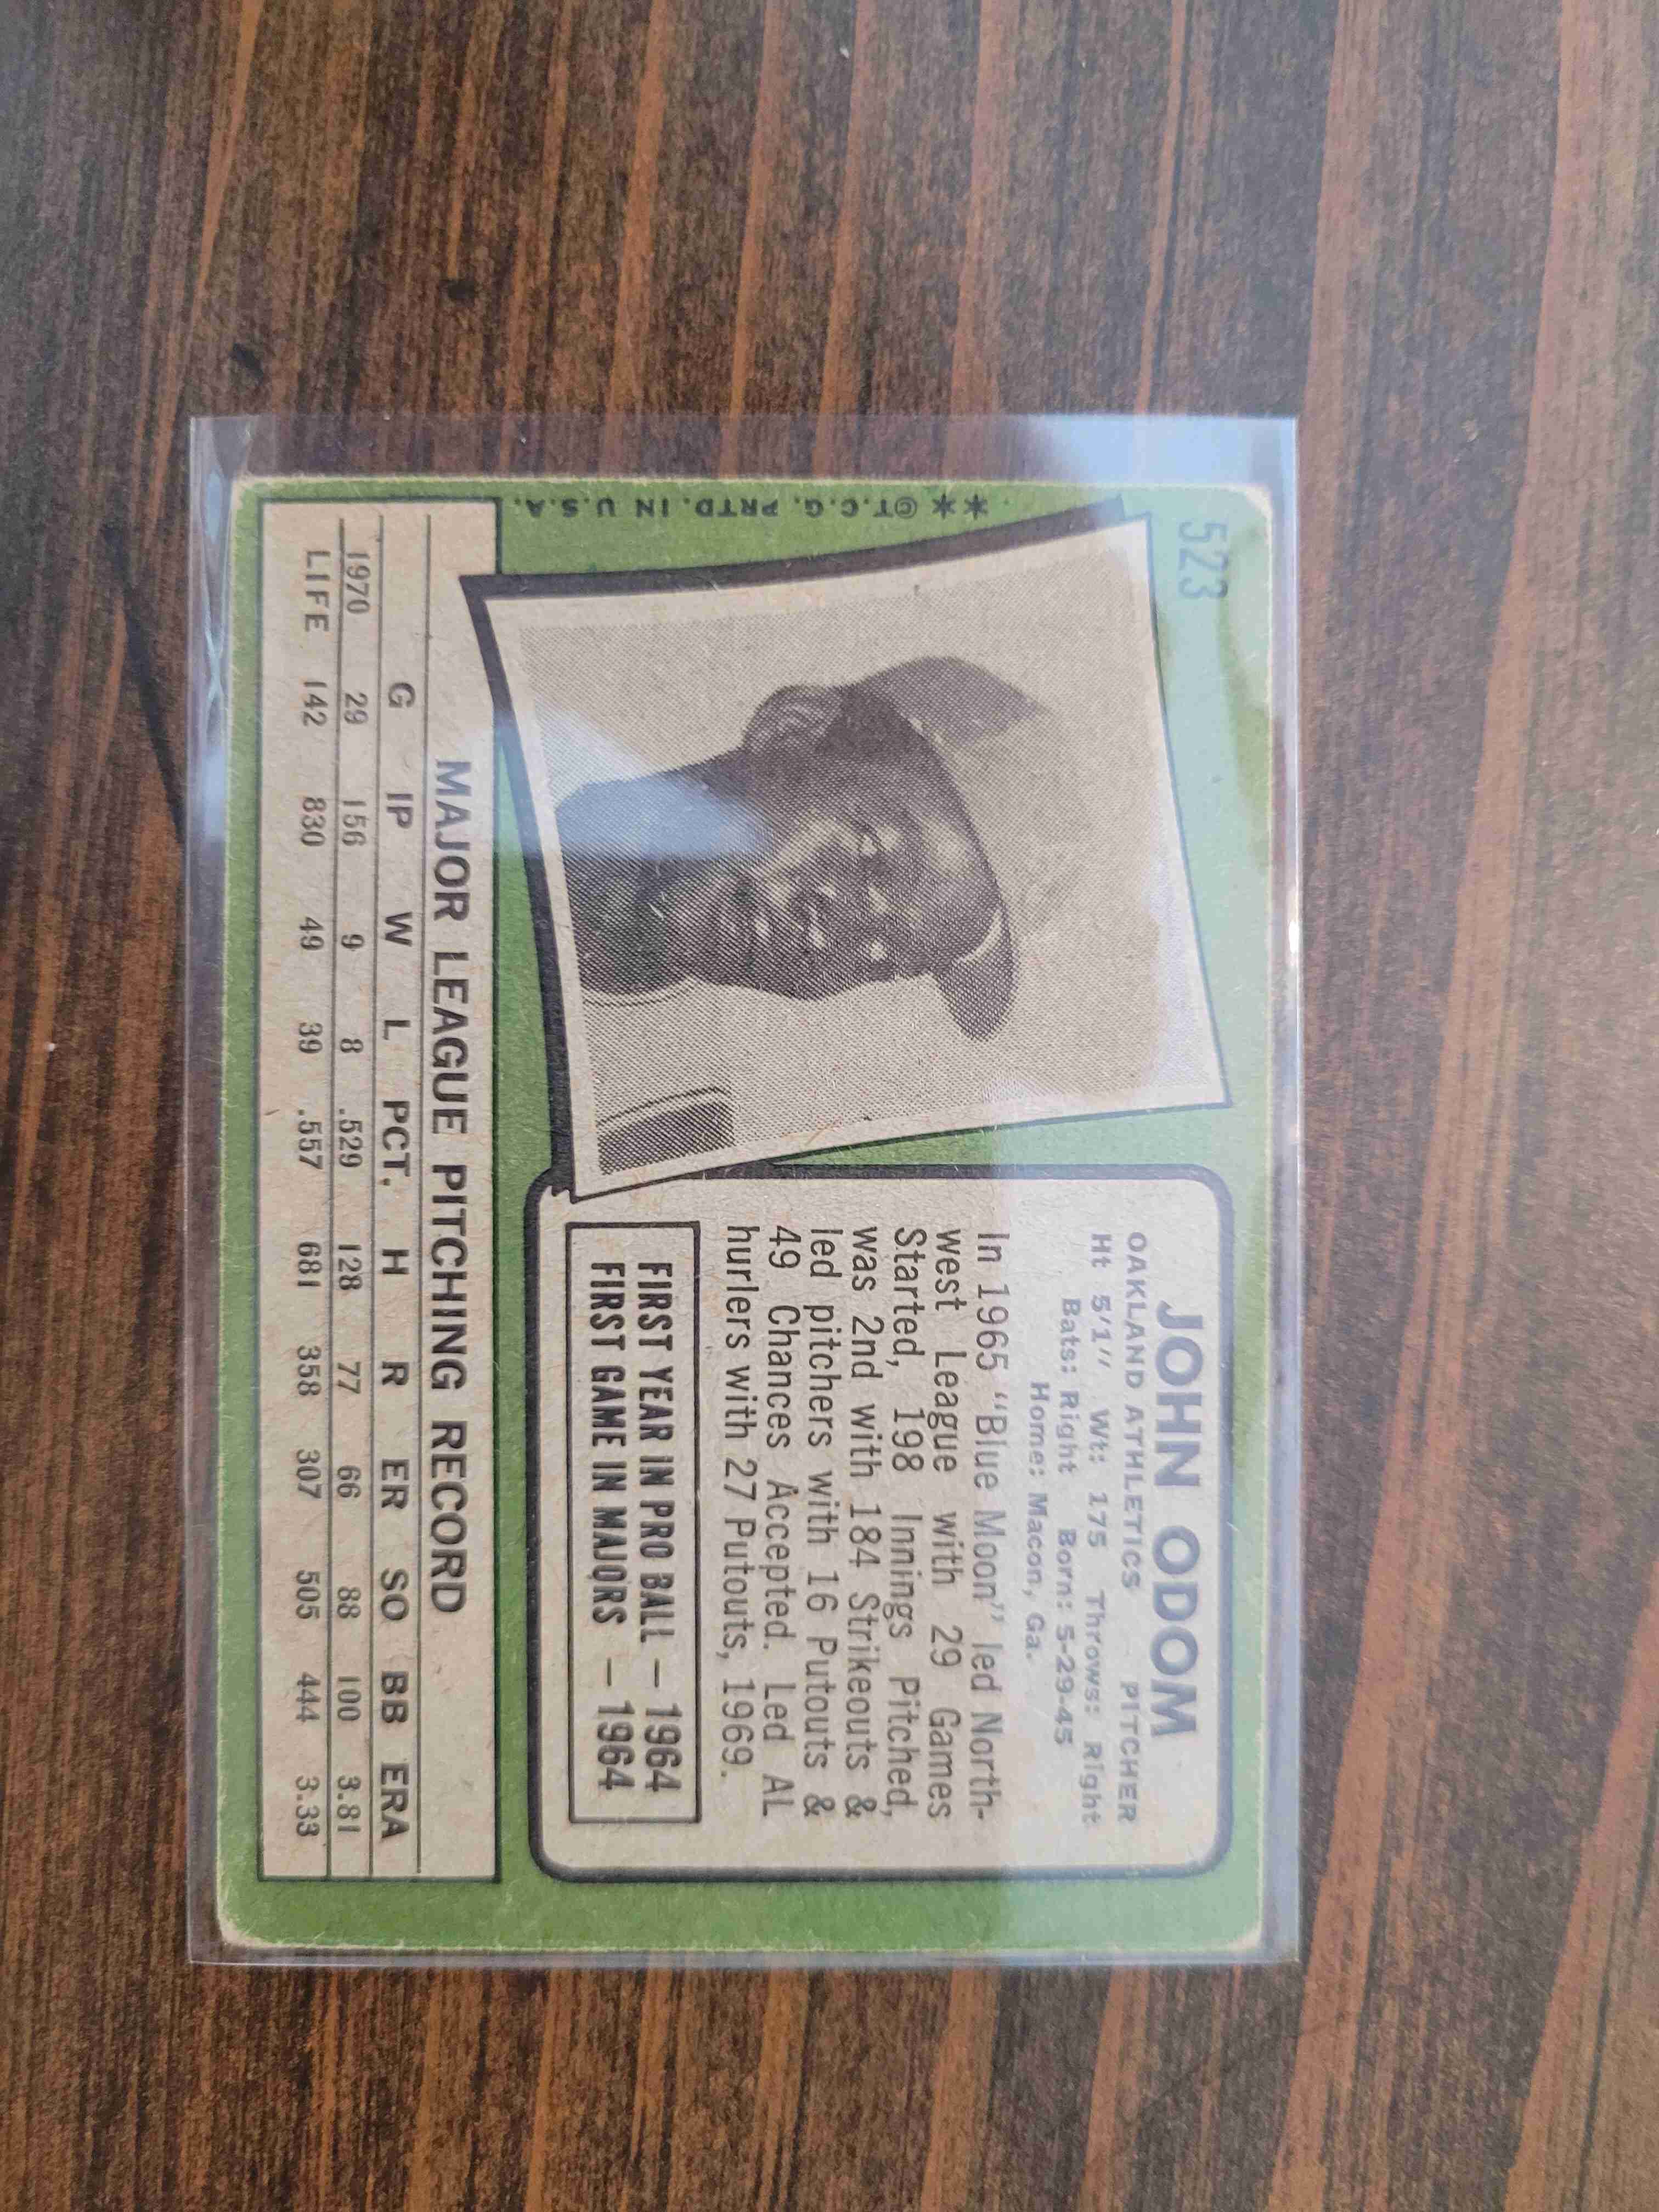 523
JOHN ODOM
OAKLAND ATHLETICS PITCHER
Ht 5'1" Wt: 175 Throws: Right
Bats: Right Born: 5-29-45
Home: Macon, Ga.
In 1965 "Blue Moon" led North-
west League with 29 Games
Started, 198 Innings Pitched,
was 2nd with 184 Strikeouts &
led pitchers with 16 Putouts &
49 Chances Accepted. Led AL
hurlers with 27 Putouts, 1969.
FIRST YEAR IN PRO BALL — 1964
FIRST GAME IN MAJORS — 1964
** ©T.C.G. PRTD. IN U.S.A.
MAJOR LEAGUE PITCHING RECORD
G IP W L PCT. H R ER SO BB ERA
1970 29 156 9 8 .529 128 77 66 88 100 3.81
LIFE 142 830 49 39 .557 681 358 307 505 444 3.33